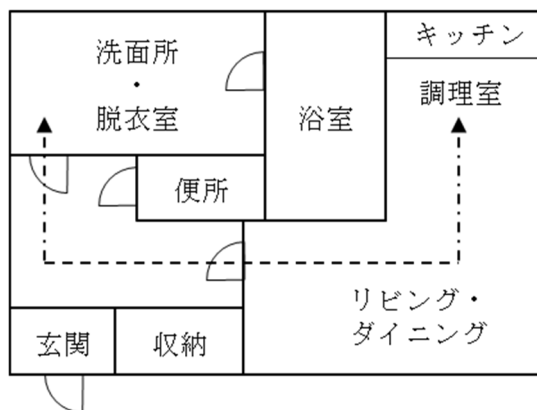 洗面所
・
脱衣室
浴室
キッチン
調理室
便所
リビング・
ダイニング
玄関
収納